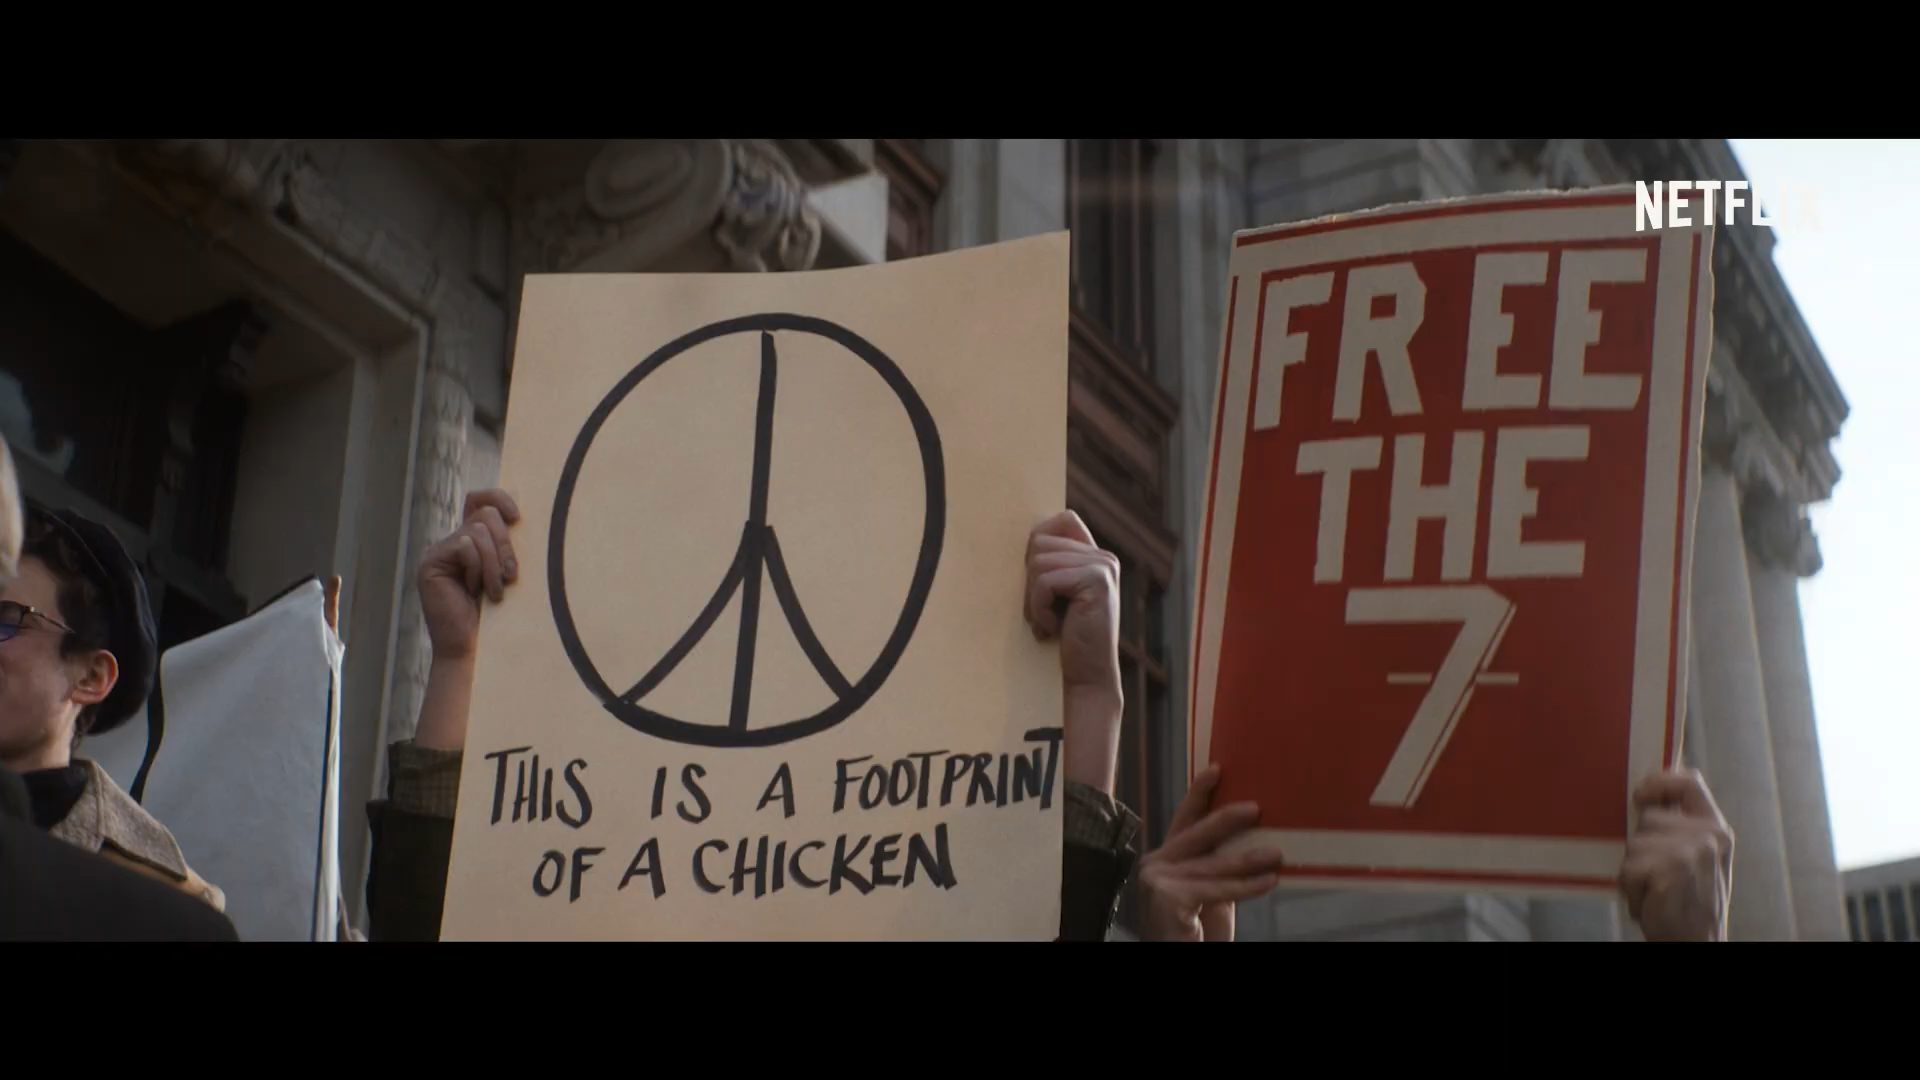 NETFLIX
THIS IS A FOOTPRINT
OF A CHICKEN
FREE
THE
7